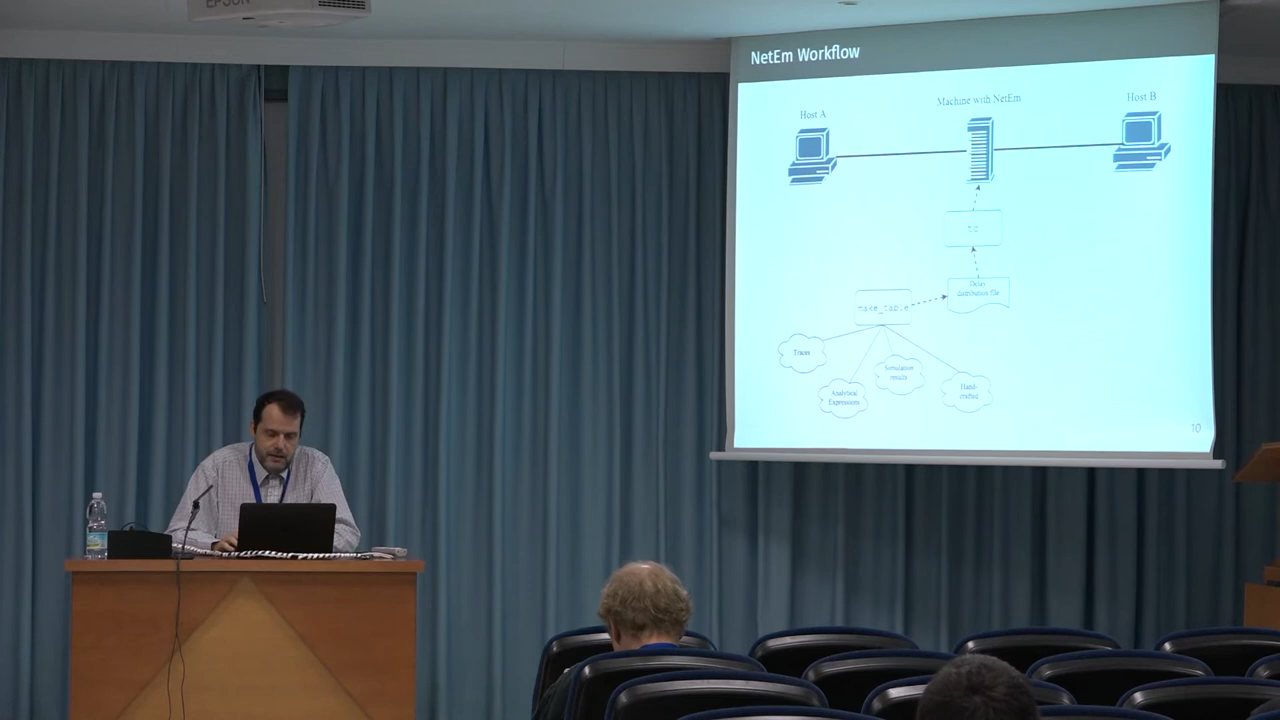 EPSON
NetEm Workflow
Host A
Machine with NetEm
Host B
tc
Delay
distribution file
make_table
Traces
Simulation
results
Analytical
Expressions
Hand-
crafted
10